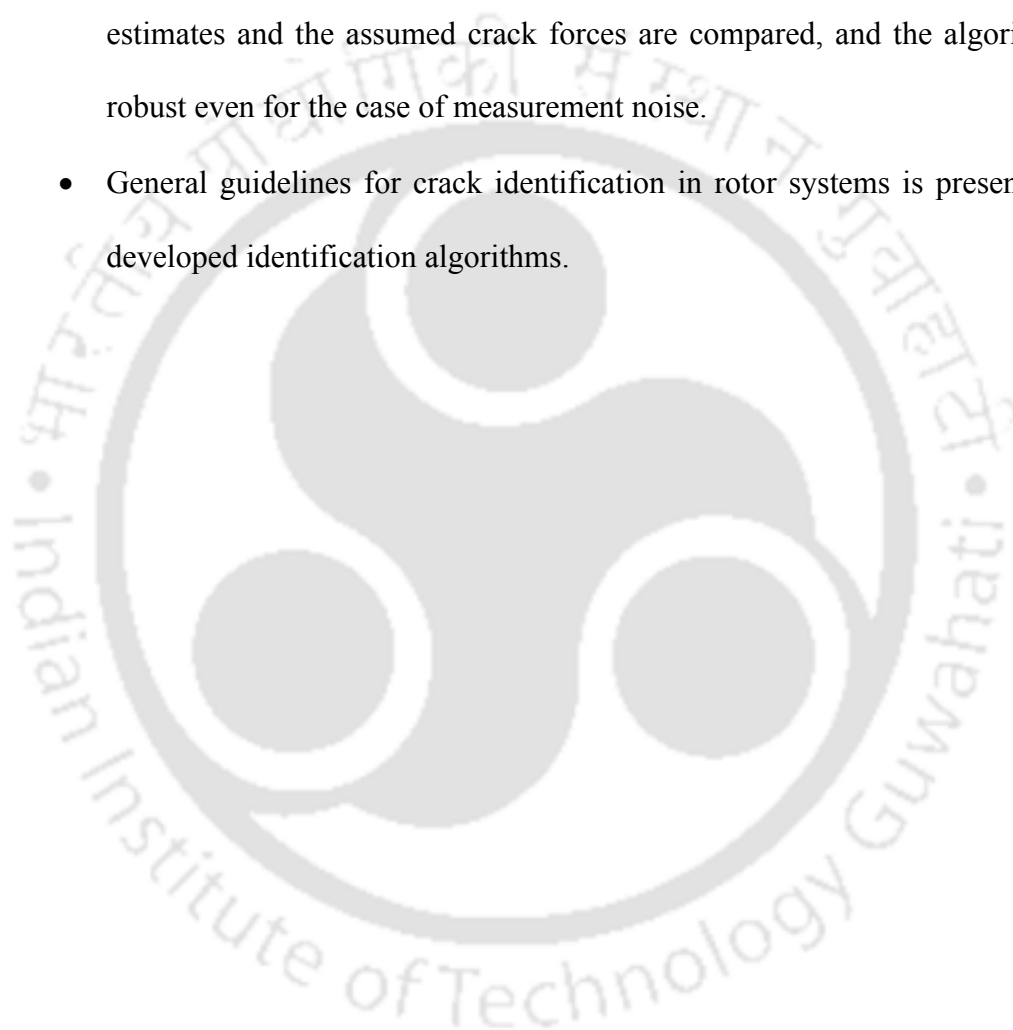 estimates and the assumed crack forces are compared, and the algori
robust even for the case of measurement noise.
• General guidelines for crack identification in rotor systems is presen
developed identification algorithms.
Indian Institute of Technology Guwahati